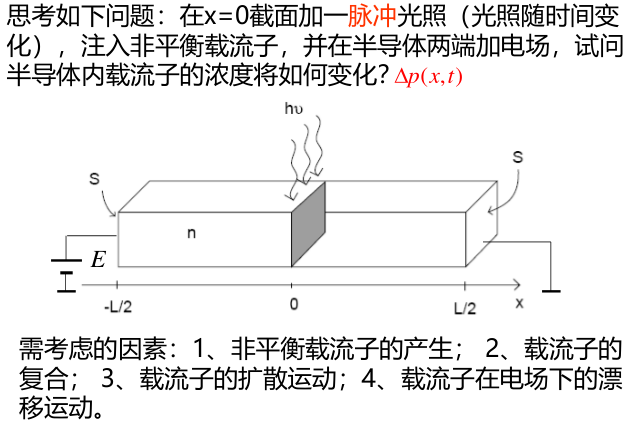 思考如下问题：在x=0截面加一脉冲光照（光照随时间变
化），注入非平衡载流子，并在半导体两端加电场，试问
半导体内载流子的浓度将如何变化? Δp(x,t)
hυ
S
S
n
E
-L/2
0
L/2
x
需考虑的因素：1、非平衡载流子的产生； 2、载流子的
复合； 3、载流子的扩散运动；4、载流子在电场下的漂
移运动。